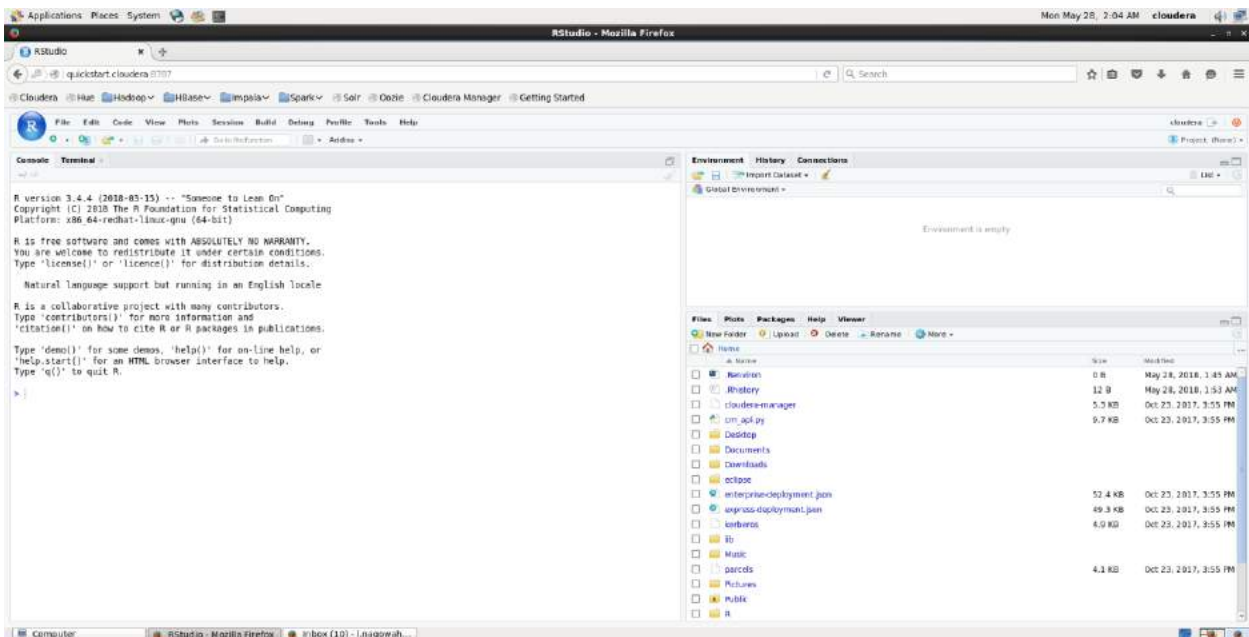 Applications Places System
Mon May 28, 2:04 AM cloudera
RStudio - Mozilla Firefox
RStudio
quickstart.cloudera:8787
Search
Cloudera Hue Hadoop HBase Impala Spark Solr Oozie Cloudera Manager Getting Started
File Edit Code View Plots Session Build Debug Profile Tools Help
cloudera
Go to file/function
Addins
Project: (None)
Console Terminal
R version 3.4.4 (2018-03-15) -- "Someone to Lean On"
Copyright (C) 2018 The R Foundation for Statistical Computing
Platform: x86_64-redhat-linux-gnu (64-bit)
R is free software and comes with ABSOLUTELY NO WARRANTY.
You are welcome to redistribute it under certain conditions.
Type 'license()' or 'licence()' for distribution details.
Natural language support but running in an English locale
R is a collaborative project with many contributors.
Type 'contributors()' for more information and
'citation()' on how to cite R or R packages in publications.
Type 'demo()' for some demos, 'help()' for on-line help, or
'help.start()' for an HTML browser interface to help.
Type 'q()' to quit R.
>
Environment History Connections
Import Dataset
List
Global Environment
Environment is empty
Files Plots Packages Help Viewer
New Folder Upload Delete Rename More
Home
Name Size Modified
.Renviron 0 B May 28, 2018, 1:45 AM
.Rhistory 12 B May 28, 2018, 1:53 AM
cloudera-manager 5.3 KB Oct 23, 2017, 3:55 PM
cm_api.py 9.7 KB Oct 23, 2017, 3:55 PM
Desktop
Documents
Downloads
eclipse
enterprise-deployment.json 52.4 KB Oct 23, 2017, 3:55 PM
express-deployment.json 49.3 KB Oct 23, 2017, 3:55 PM
kerberos 4.9 KB Oct 23, 2017, 3:55 PM
lib
Music
parcels 4.1 KB Oct 23, 2017, 3:55 PM
Pictures
Public
R
Computer
RStudio - Mozilla Firefox
Inbox (10) - l.nagowah...